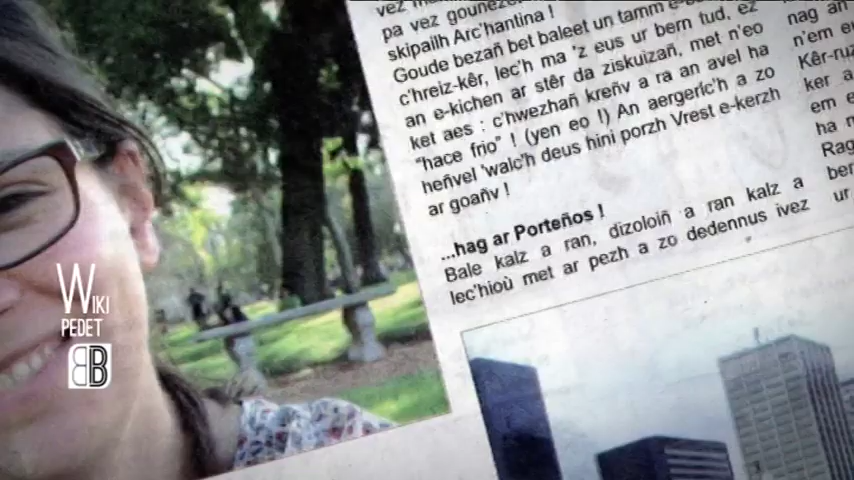 pa vez gounezet
skipailh Arc'hantina !
Goude bezañ bet baleet un tamm
c'hreiz-kêr, lec'h ma 'z eus ur bern tud, ez
an e-kichen ar stêr da ziskuizañ, met n'eo
ket aes : c'hwezhañ kreñv a ra an avel ha
"hace frio" ! (yen eo !) An aergerlc'h a zo
heñvel 'walc'h deus hini porzh Vrest e-kerzh
ar goañv !
...hag ar Porteños !
Bale kalz a ran, dizoloiñ a ran kalz a
lec'hioù met ar pezh a zo dedennus ivez
nag an
n'em
Kêr-ruz
ker a
em e
ha
Rag
ber
ur
WIKI
PEDET
BB